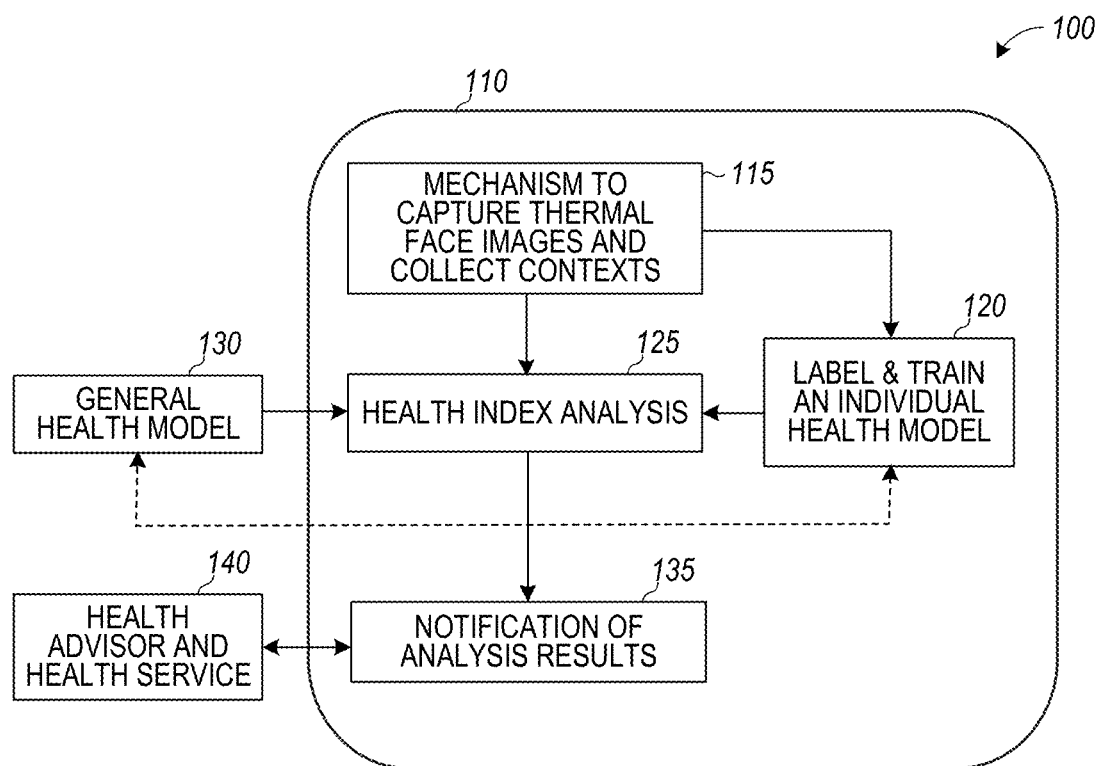 100
110
MECHANISM TO
CAPTURE THERMAL
FACE IMAGES AND
COLLECT CONTEXTS
115
120
LABEL & TRAIN
AN INDIVIDUAL
HEALTH MODEL
130
GENERAL
HEALTH MODEL
125
HEALTH INDEX ANALYSIS
140
HEALTH
ADVISOR AND
HEALTH SERVICE
135
NOTIFICATION OF
ANALYSIS RESULTS